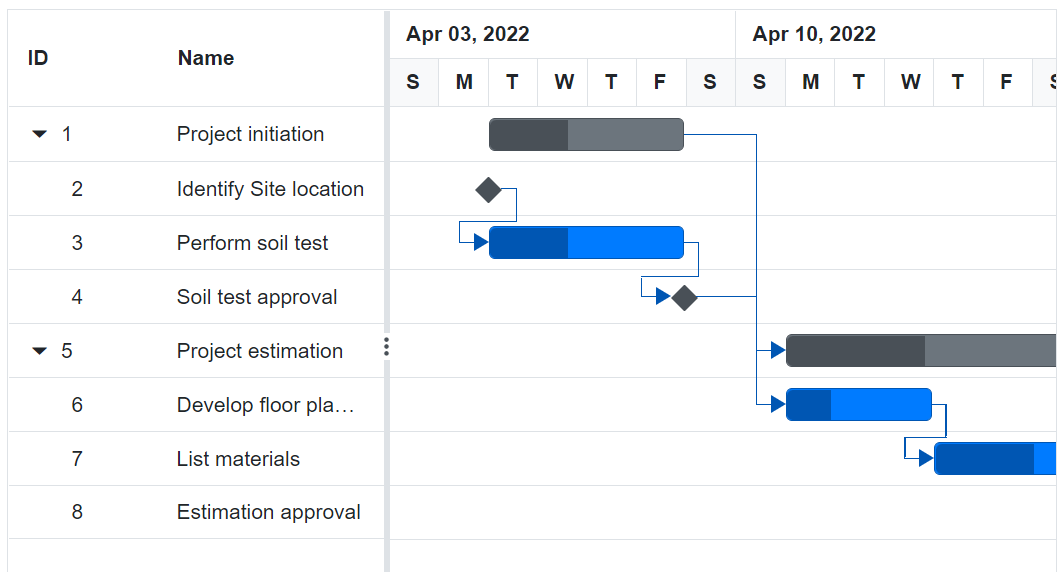 ID Name Apr 03, 2022 Apr 10, 2022
S M T W T F S S M T W T F S
1 Project initiation
2 Identify Site location
3 Perform soil test
4 Soil test approval
5 Project estimation
6 Develop floor pla…
7 List materials
8 Estimation approval